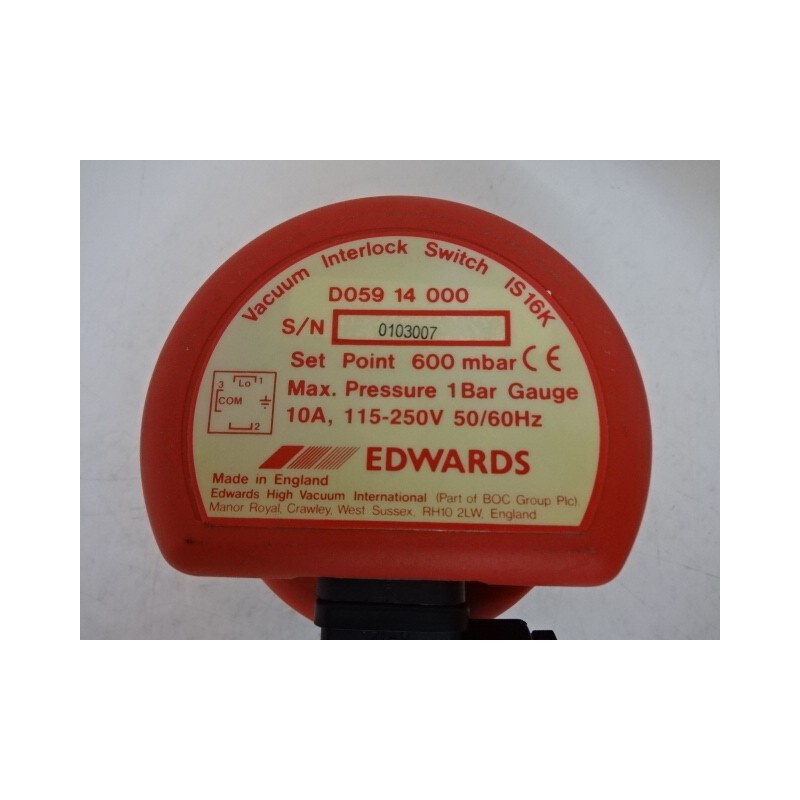 Vacuum Interlock Switch IS16K
D059 14 000
S/N 0103007
Set Point 600 mbar CE
Max. Pressure 1 Bar Gauge
10A, 115-250V 50/60Hz
3 Lo 1
COM
2
EDWARDS
Made in England
Edwards High Vacuum International (Part of BOC Group Plc)
Manor Royal, Crawley, West Sussex, RH10 2LW, England